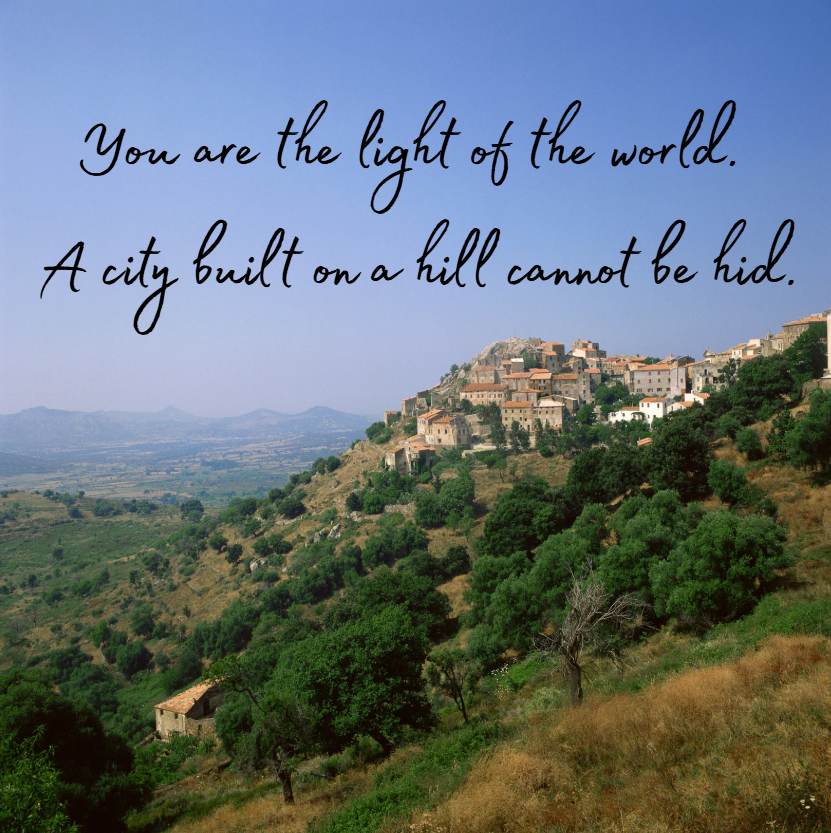 You are the light of the world.
A city built on a hill cannot be hid.